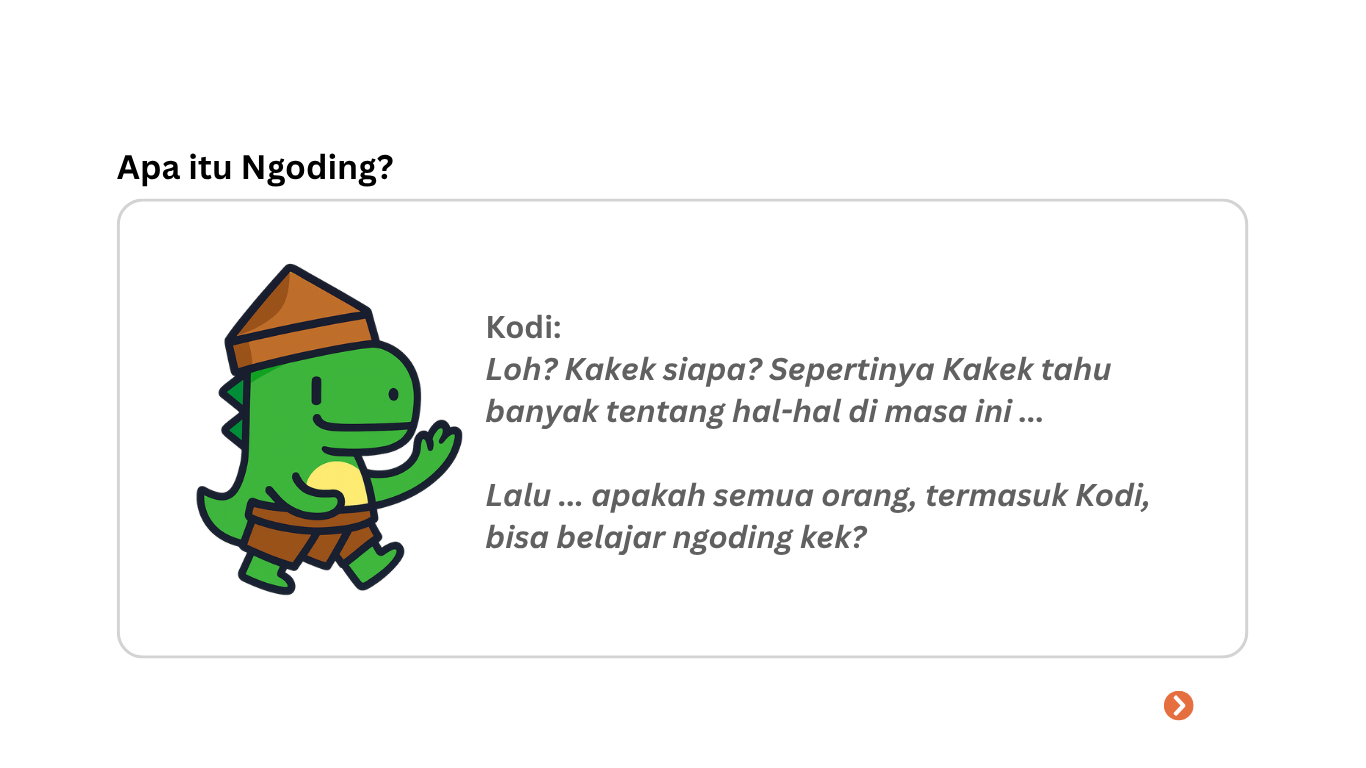 Apa itu Ngoding?
Kodi:
Loh? Kakek siapa? Sepertinya Kakek tahu
banyak tentang hal-hal di masa ini ...
Lalu ... apakah semua orang, termasuk Kodi,
bisa belajar ngoding kek?